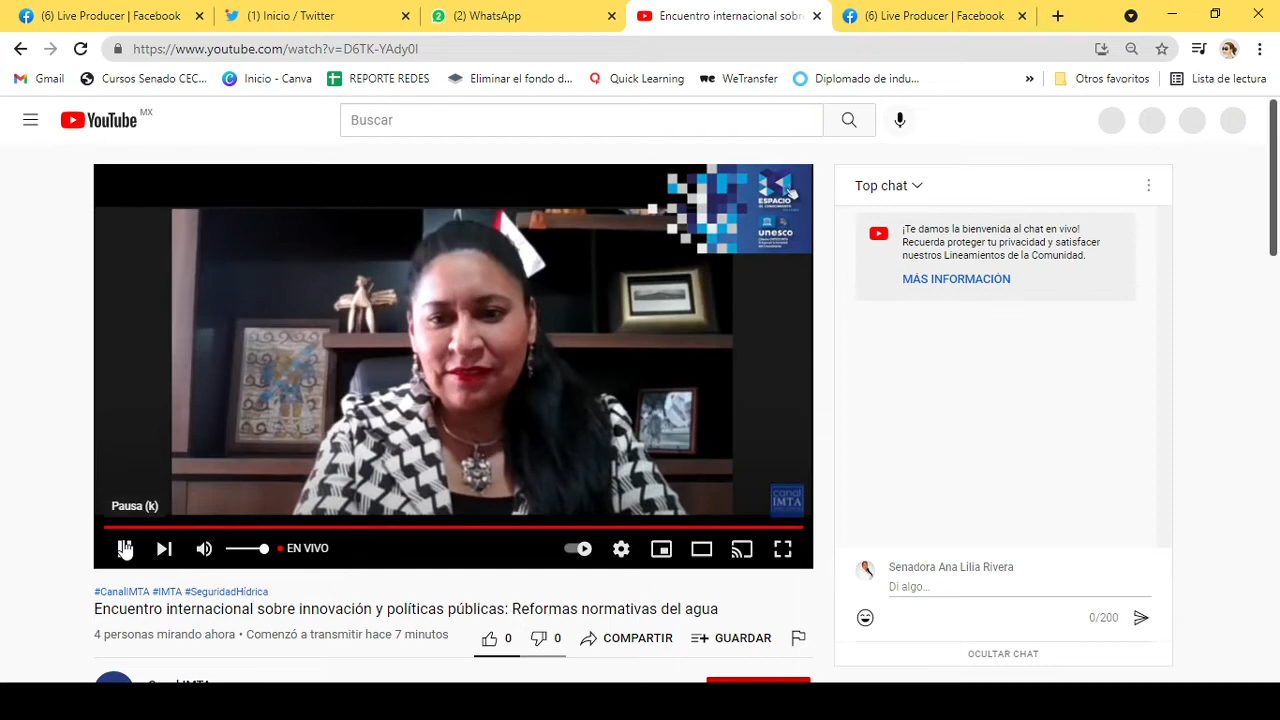 (6) Live Producer | Facebook
(1) Inicio / Twitter
(2) WhatsApp
Encuentro internacional sobre
(6) Live Producer | Facebook
https://www.youtube.com/watch?v=D6TK-YAdy0I
Gmail
Cursos Senado CEC...
Inicio - Canva
REPORTE REDES
Eliminar el fondo d...
Quick Learning
WeTransfer
Diplomado de indu...
»
Otros favoritos
Lista de lectura
YouTube MX
Buscar
ESPACIO
DE CONOCIMIENTO
unesco
canal
IMTA
Pausa (k)
EN VIVO
Top chat
¡Te damos la bienvenida al chat en vivo!
Recuerda proteger tu privacidad y satisfacer
nuestros Lineamientos de la Comunidad.
MÁS INFORMACIÓN
Senadora Ana Lilia Rivera
Di algo...
0/200
OCULTAR CHAT
#CanalIMTA #IMTA #SeguridadHídrica
Encuentro internacional sobre innovación y políticas públicas: Reformas normativas del agua
4 personas mirando ahora • Comenzó a transmitir hace 7 minutos
0
0
COMPARTIR
GUARDAR
Canal IMTA